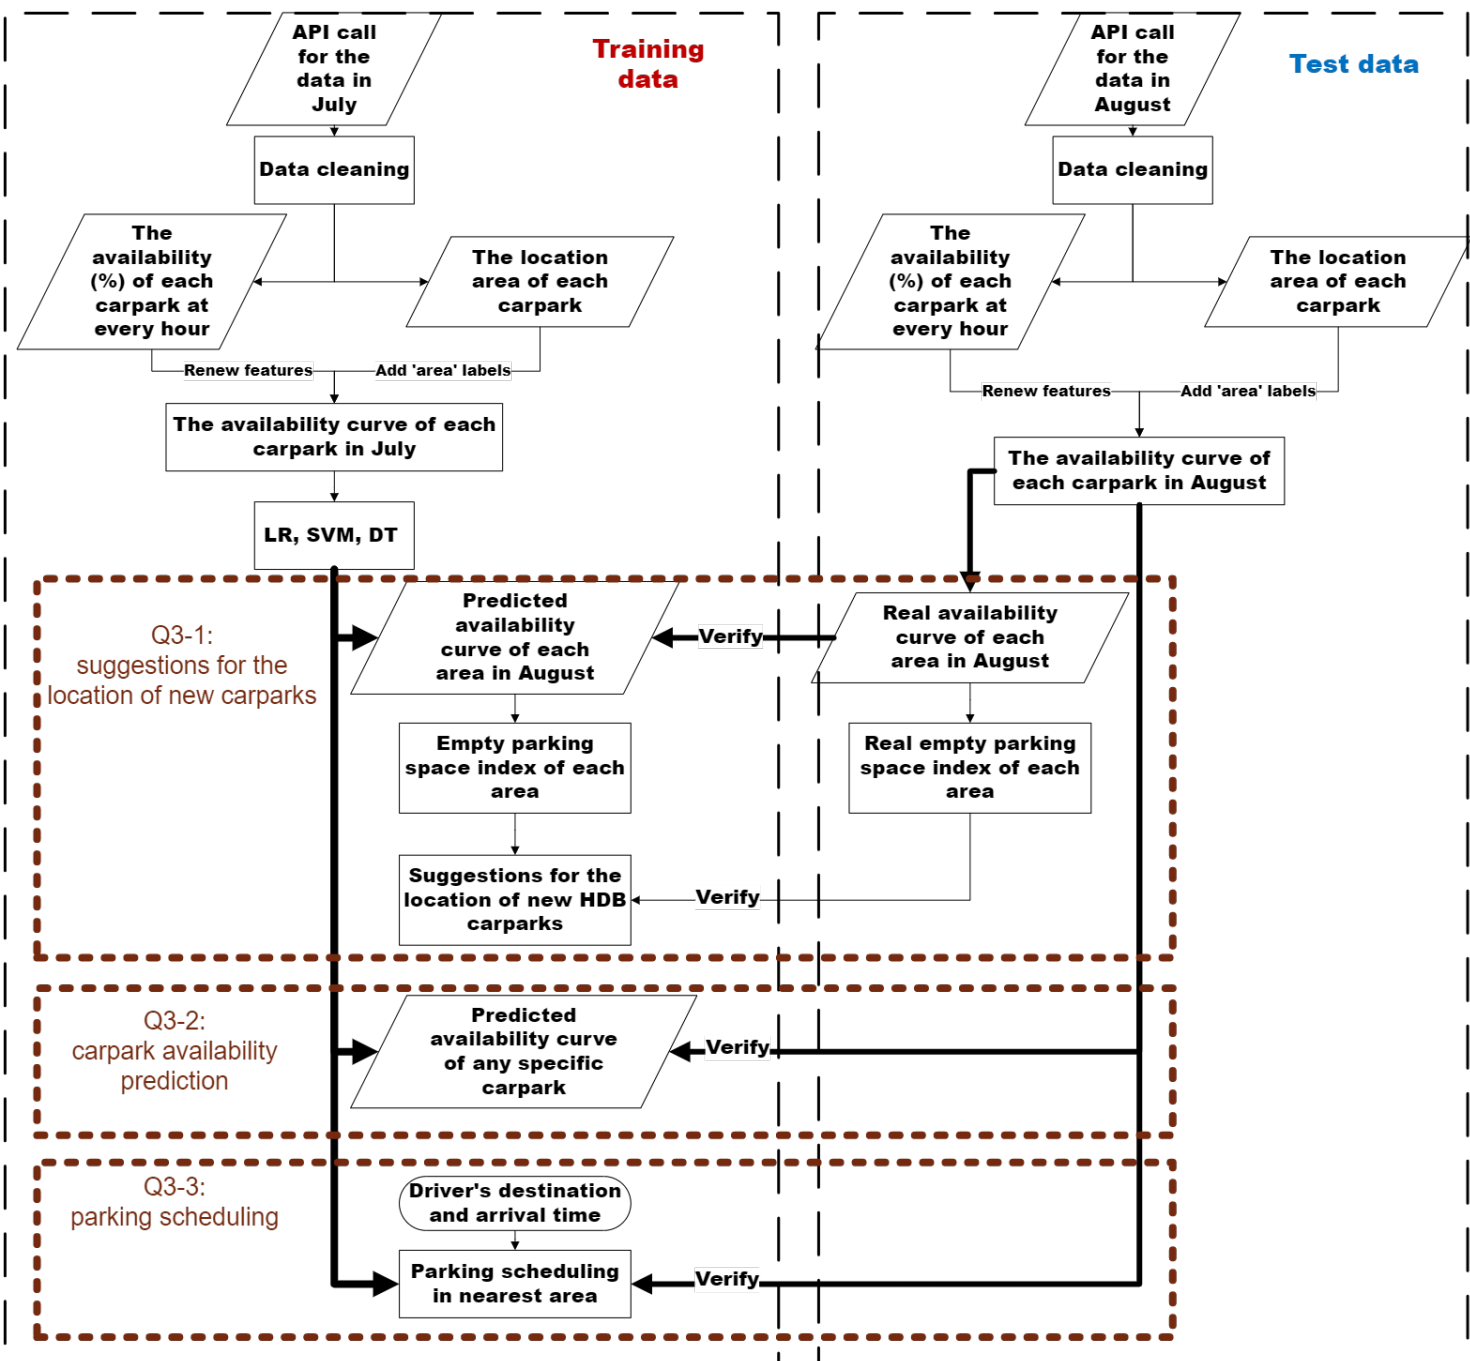 API call
for the
data in
July
Training
data
Data cleaning
The
availability
(%) of each
carpark at
every hour
The location
area of each
carpark
Renew features
Add 'area' labels
The availability curve of each
carpark in July
LR, SVM, DT
API call
for the
data in
August
Test data
Data cleaning
The
availability
(%) of each
carpark at
every hour
The location
area of each
carpark
Renew features
Add 'area' labels
The availability curve of
each carpark in August
Q3-1:
suggestions for the
location of new carparks
Predicted
availability
curve of each
area in August
Verify
Real availability
curve of each
area in August
Empty parking
space index of each
area
Real empty parking
space index of each
area
Suggestions for the
location of new HDB
carparks
Verify
Q3-2:
carpark availability
prediction
Predicted
availability curve
of any specific
carpark
Verify
Q3-3:
parking scheduling
Driver's destination
and arrival time
Parking scheduling
in nearest area
Verify